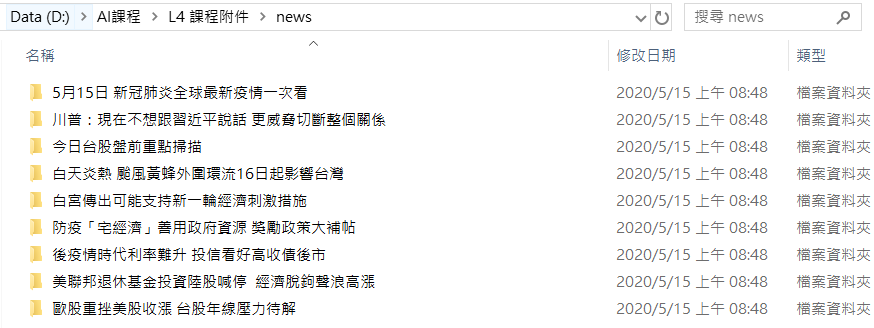 Data (D:) > AI課程 > L4 課程附件 > news 搜尋 news
名稱 修改日期 類型
5月15日 新冠肺炎全球最新疫情一次看 2020/5/15 上午 08:48 檔案資料夾
川普：現在不想跟習近平說話 更威脅切斷整個關係 2020/5/15 上午 08:48 檔案資料夾
今日台股盤前重點掃描 2020/5/15 上午 08:48 檔案資料夾
白天炎熱 颱風黃蜂外圍環流16日起影響台灣 2020/5/15 上午 08:48 檔案資料夾
白宮傳出可能支持新一輪經濟刺激措施 2020/5/15 上午 08:48 檔案資料夾
防疫「宅經濟」善用政府資源 獎勵政策大補帖 2020/5/15 上午 08:48 檔案資料夾
後疫情時代利率難升 投信看好高收債後市 2020/5/15 上午 08:48 檔案資料夾
美聯邦退休基金投資陸股喊停 經濟脫鉤聲浪高漲 2020/5/15 上午 08:48 檔案資料夾
歐股重挫美股收漲 台股年線壓力待解 2020/5/15 上午 08:48 檔案資料夾